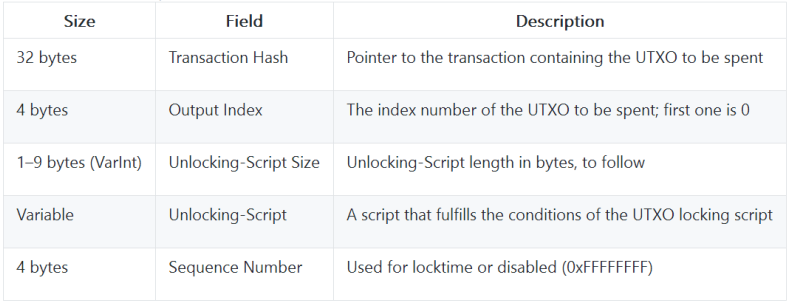 Size Field Description
32 bytes Transaction Hash Pointer to the transaction containing the UTXO to be spent
4 bytes Output Index The index number of the UTXO to be spent; first one is 0
1–9 bytes (VarInt) Unlocking-Script Size Unlocking-Script length in bytes, to follow
Variable Unlocking-Script A script that fulfills the conditions of the UTXO locking script
4 bytes Sequence Number Used for locktime or disabled (0xFFFFFFFF)